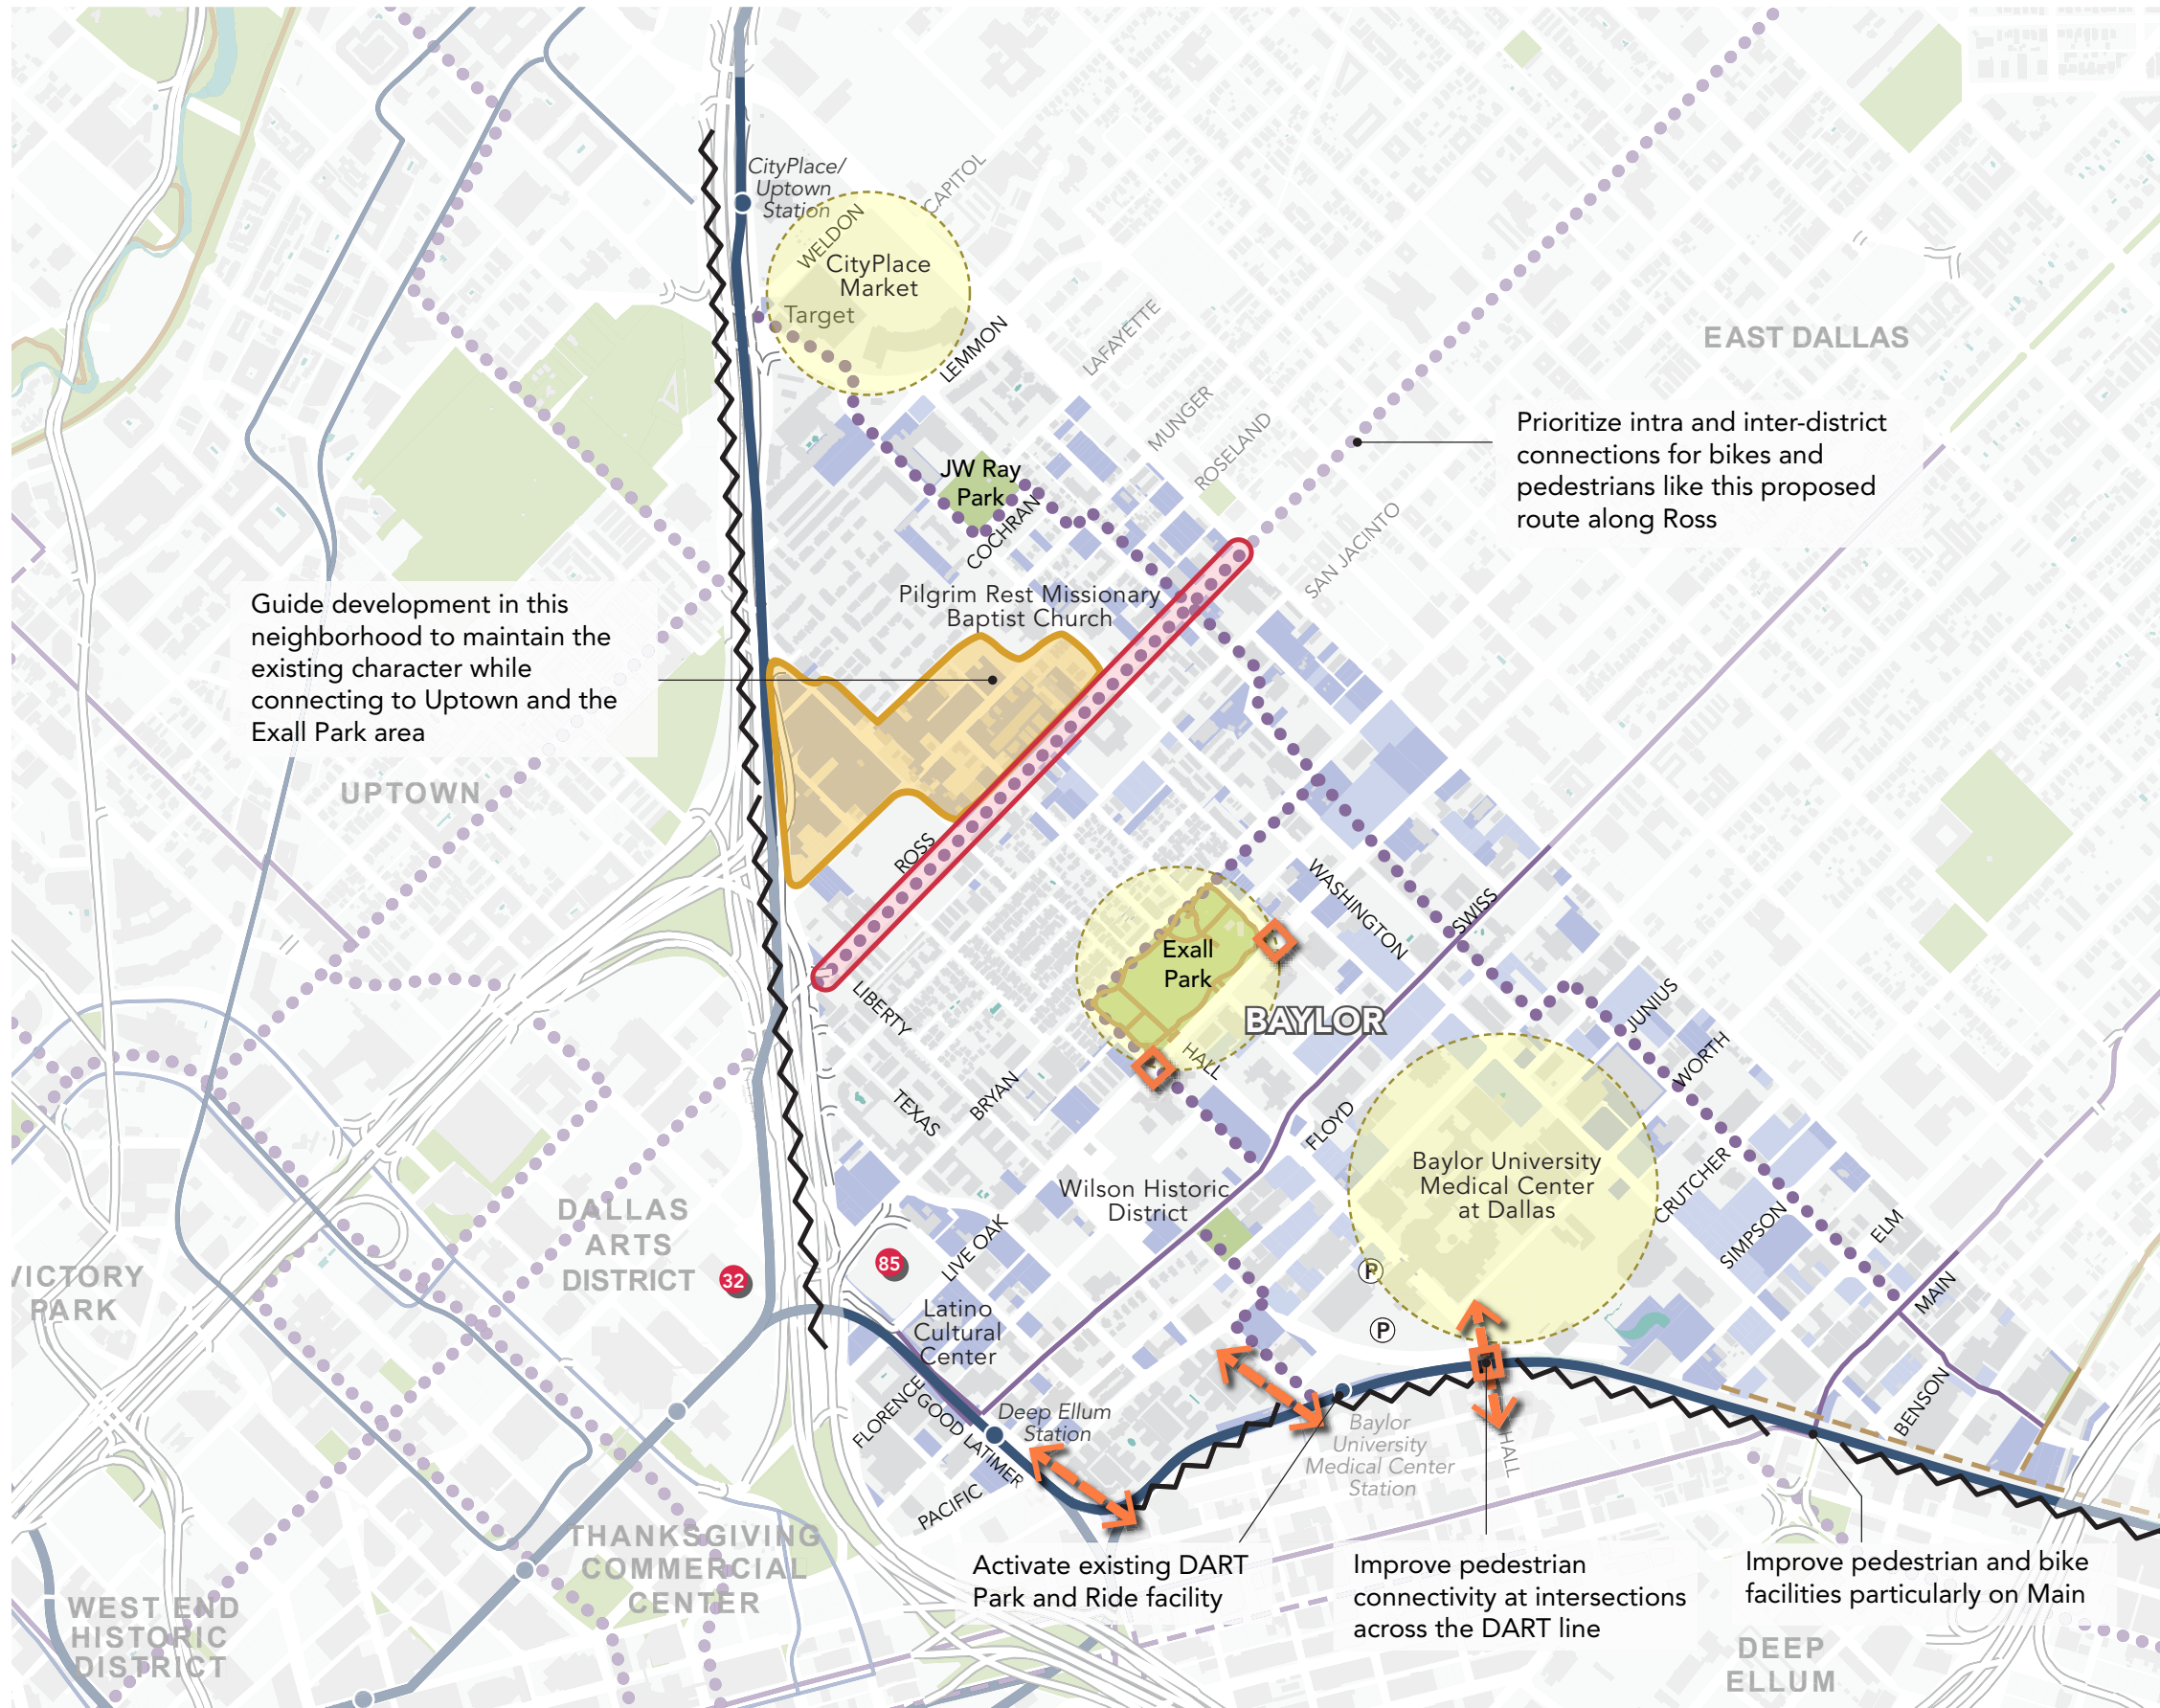 CityPlace/
Uptown
Station
CAPITOL
WELDON
CityPlace
Market
Target
LEMMON
LAFAYETTE
EAST DALLAS
MUNGER
ROSELAND
Prioritize intra and inter-district
connections for bikes and
pedestrians like this proposed
route along Ross
JW Ray
Park
COCHRAN
SAN JACINTO
Pilgrim Rest Missionary
Baptist Church
Guide development in this
neighborhood to maintain the
existing character while
connecting to Uptown and the
Exall Park area
UPTOWN
ROSS
WASHINGTON
SWISS
Exall
Park
BAYLOR
LIBERTY
JUNIUS
WORTH
HALL
TEXAS
BRYAN
FLOYD
Baylor University
Medical Center
at Dallas
CRUTCHER
SIMPSON
ELM
MAIN
Wilson Historic
District
DALLAS
ARTS
DISTRICT
32
85
LIVE OAK
P
P
VICTORY
PARK
Latino
Cultural
Center
FLORENCE
GOOD LATIMER
Deep Ellum
Station
PACIFIC
Baylor
University
Medical Center
Station
HALL
BENSON
THANKSGIVING
COMMERCIAL
CENTER
WEST END
HISTORIC
DISTRICT
Activate existing DART
Park and Ride facility
Improve pedestrian
connectivity at intersections
across the DART line
Improve pedestrian and bike
facilities particularly on Main
DEEP
ELLUM